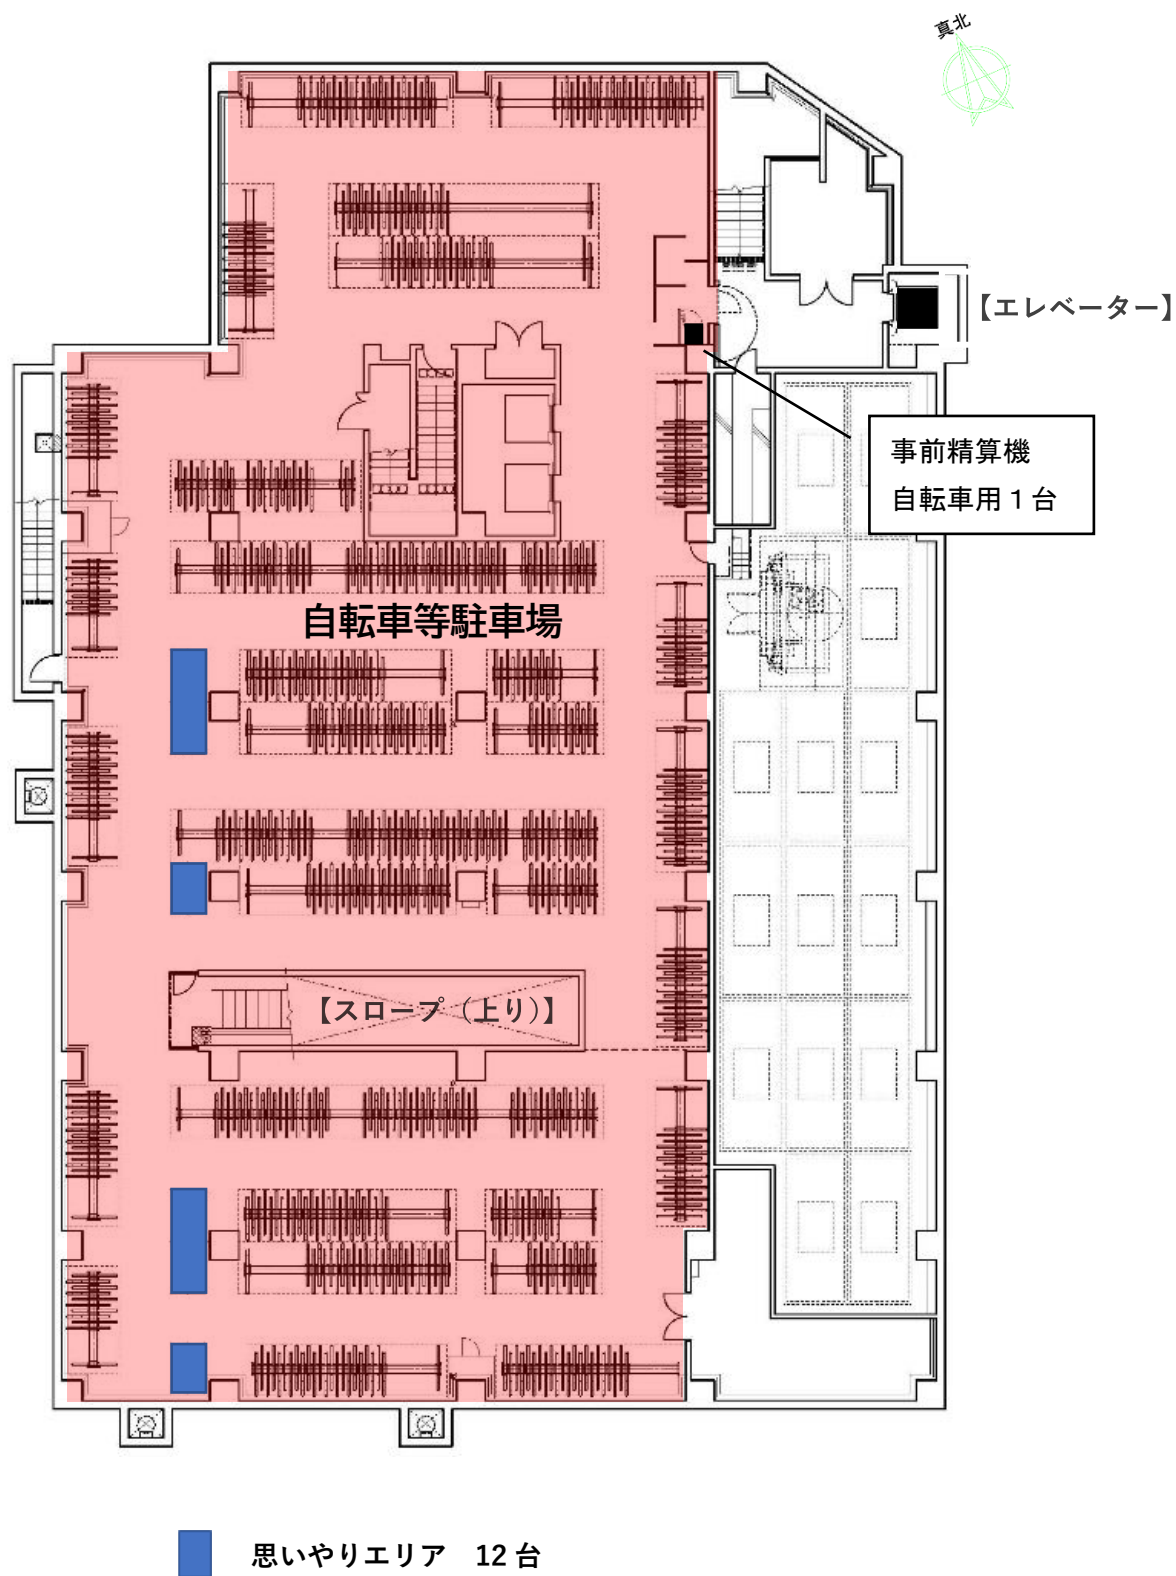 真北
【エレベーター】
事前精算機
自転車用１台
自転車等駐車場
【スロープ（上り）】
思いやりエリア　12 台